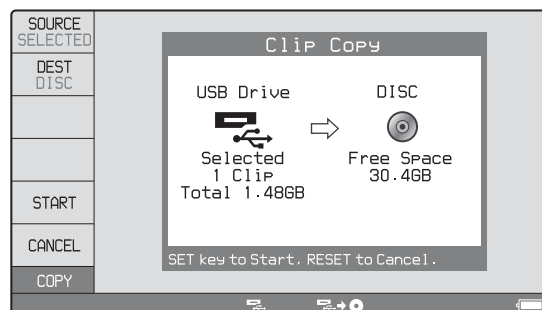 SOURCE
SELECTED
DEST
DISC
START
CANCEL
COPY
Clip Copy
USB Drive
Selected
1 Clip
Total 1.48GB
DISC
Free Space
30.4GB
SET key to Start, RESET to Cancel.